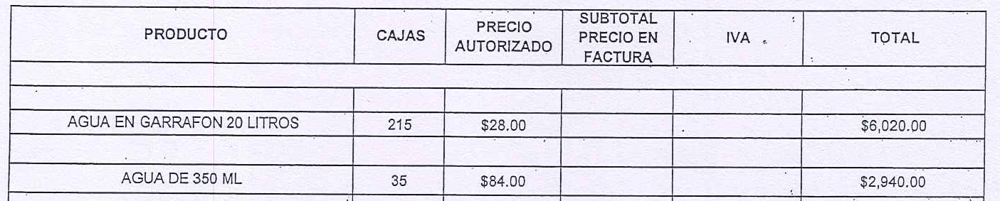 PRODUCTO CAJAS PRECIO AUTORIZADO SUBTOTAL PRECIO EN FACTURA IVA TOTAL
AGUA EN GARRAFON 20 LITROS 215 $28.00 $6,020.00
AGUA DE 350 ML 35 $84.00 $2,940.00